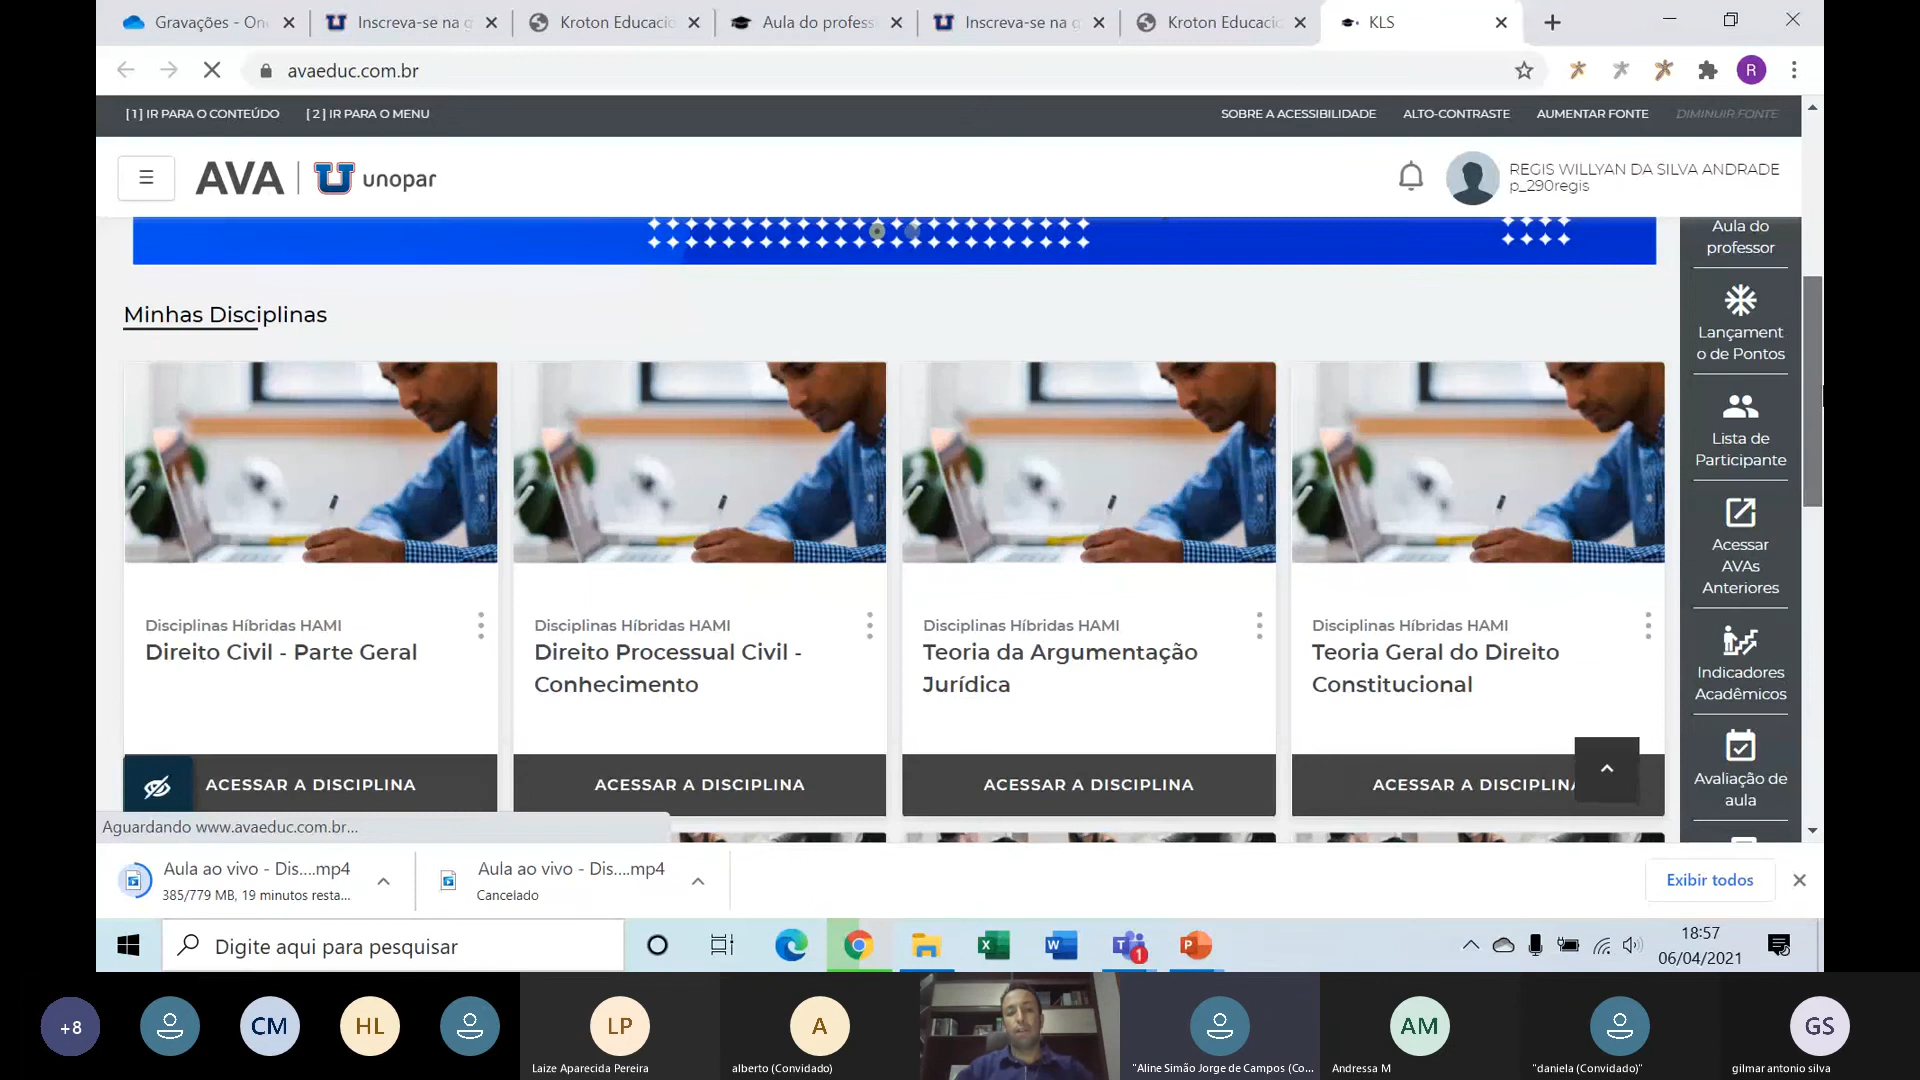 Gravações - On
Inscreva-se na g
Kroton Educacio
Aula do profess
Inscreva-se na g
Kroton Educacio
KLS
avaeduc.com.br
R
[ 1 ] IR PARA O CONTEÚDO
[ 2 ] IR PARA O MENU
SOBRE A ACESSIBILIDADE
ALTO-CONTRASTE
AUMENTAR FONTE
DIMINUIR FONTE
AVA
unopar
REGIS WILLYAN DA SILVA ANDRADE
p_290regis
Minhas Disciplinas
Disciplinas Híbridas HAMI
Direito Civil - Parte Geral
ACESSAR A DISCIPLINA
Disciplinas Híbridas HAMI
Direito Processual Civil -
Conhecimento
ACESSAR A DISCIPLINA
Disciplinas Híbridas HAMI
Teoria da Argumentação
Jurídica
ACESSAR A DISCIPLINA
Disciplinas Híbridas HAMI
Teoria Geral do Direito
Constitucional
ACESSAR A DISCIPLINA
Aula do
professor
Lançament
o de Pontos
Lista de
Participante
Acessar
AVAs
Anteriores
Indicadores
Acadêmicos
Avaliação de
aula
Aguardando www.avaeduc.com.br...
Aula ao vivo - Dis....mp4
385/779 MB, 19 minutos resta...
Aula ao vivo - Dis....mp4
Cancelado
Exibir todos
Digite aqui para pesquisar
1
18:57
06/04/2021
+8
CM
HL
LP
Laize Aparecida Pereira
A
alberto (Convidado)
"Aline Simão Jorge de Campos (Co...
AM
Andressa M
"daniela (Convidado)"
GS
gilmar antonio silva